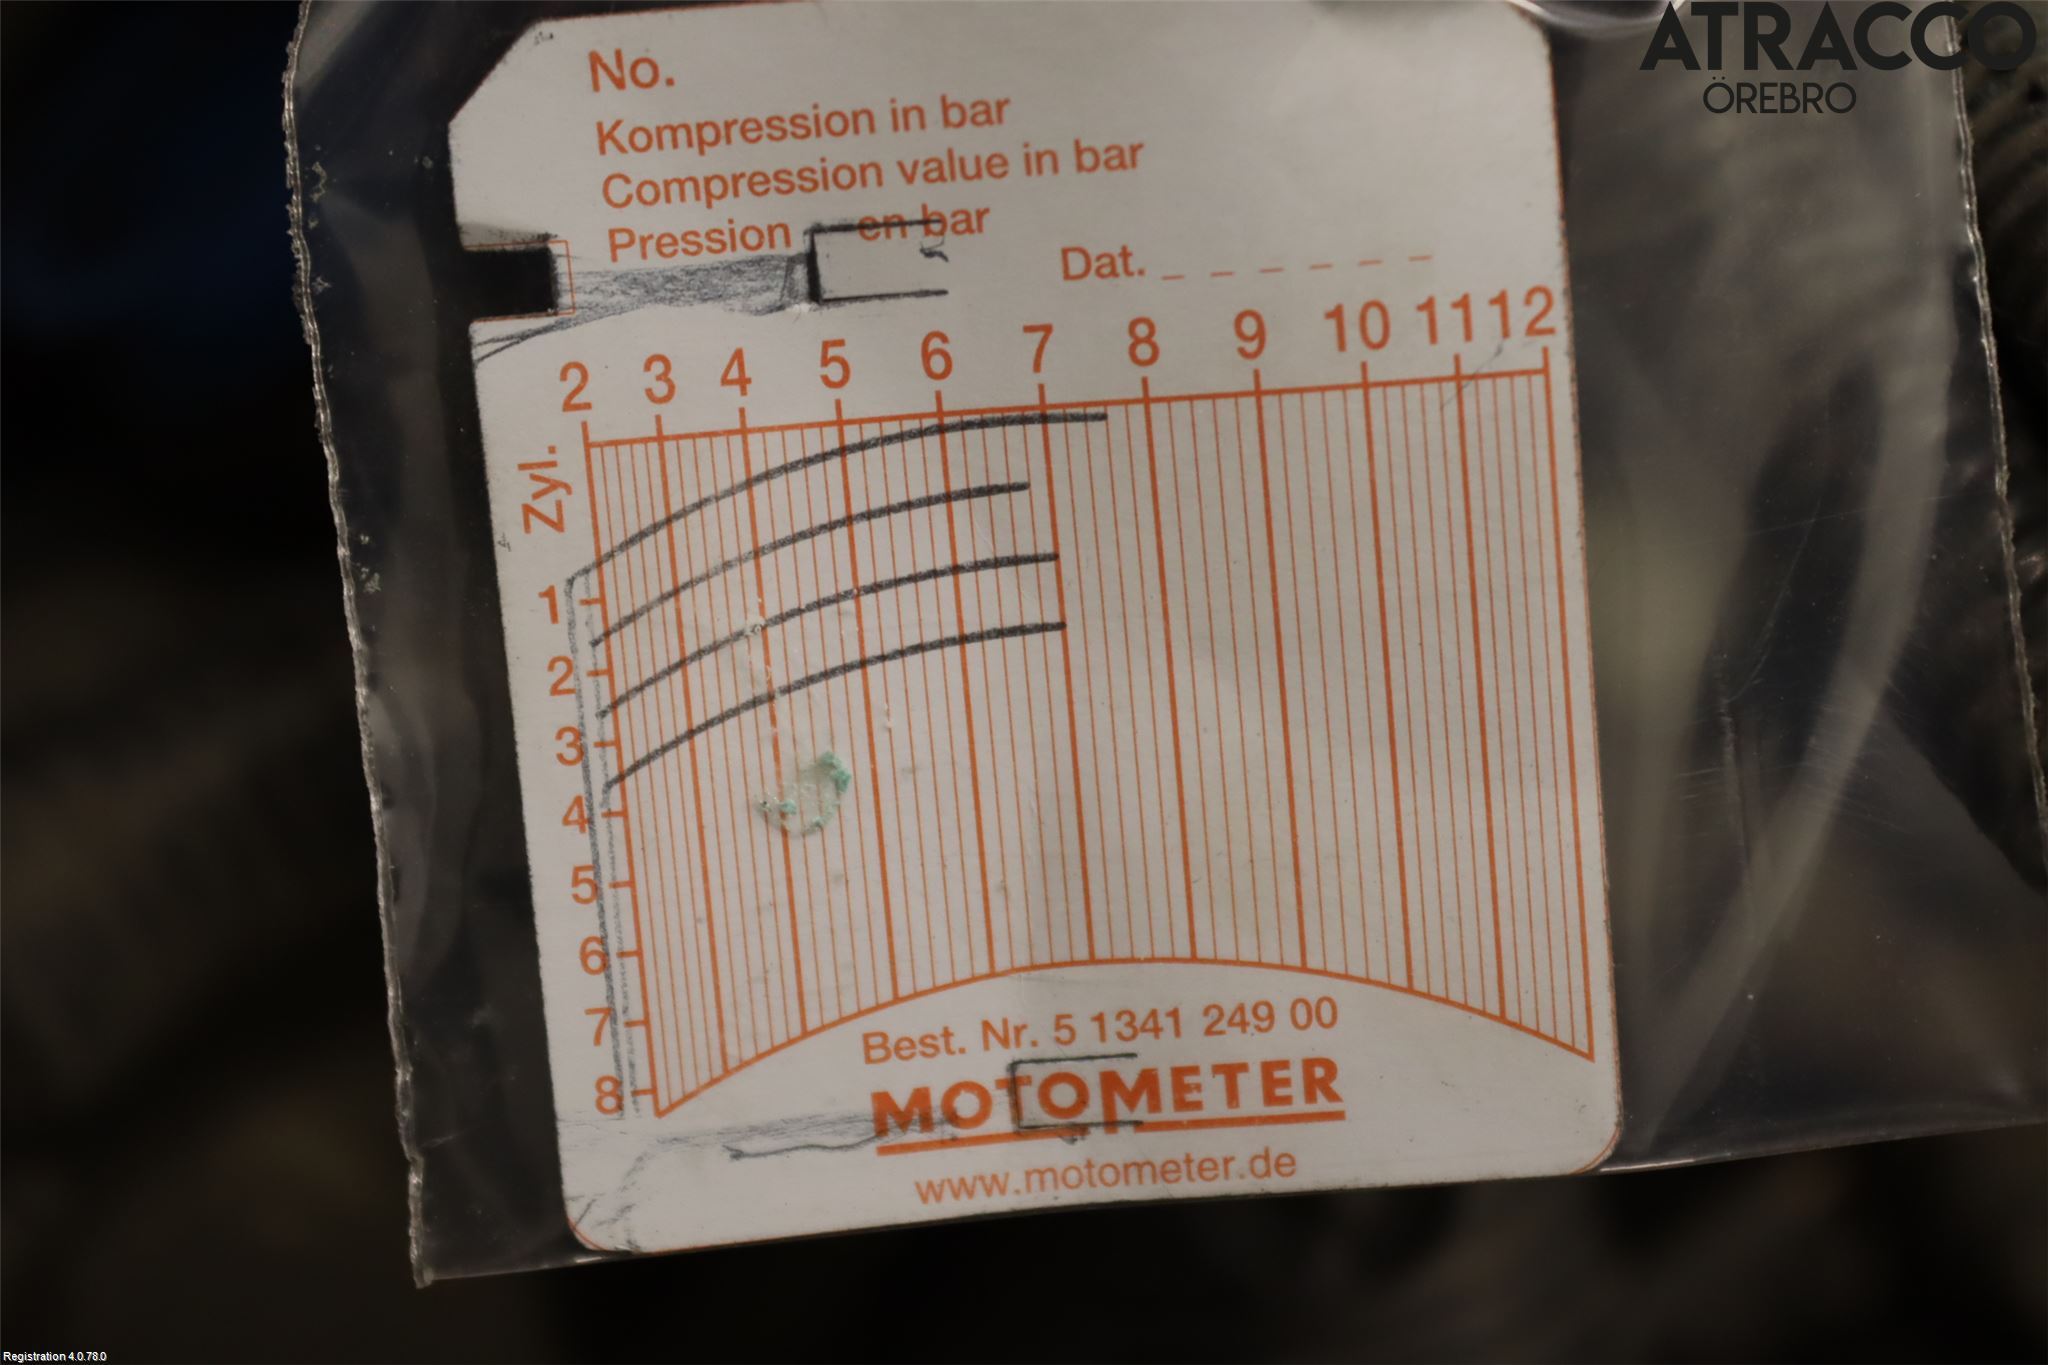 ATRACCO
ÖREBRO
No.
Kompression in bar
Compression value in bar
Pression en bar
Dat. _ _ _ _ _ _
2 3 4 5 6 7 8 9 10 11 12
Zyl.
1
2
3
4
5
6
7
8
Best. Nr. 5 1341 249 00
MOTOMETER
www.motometer.de
Registration 4.0.78.0